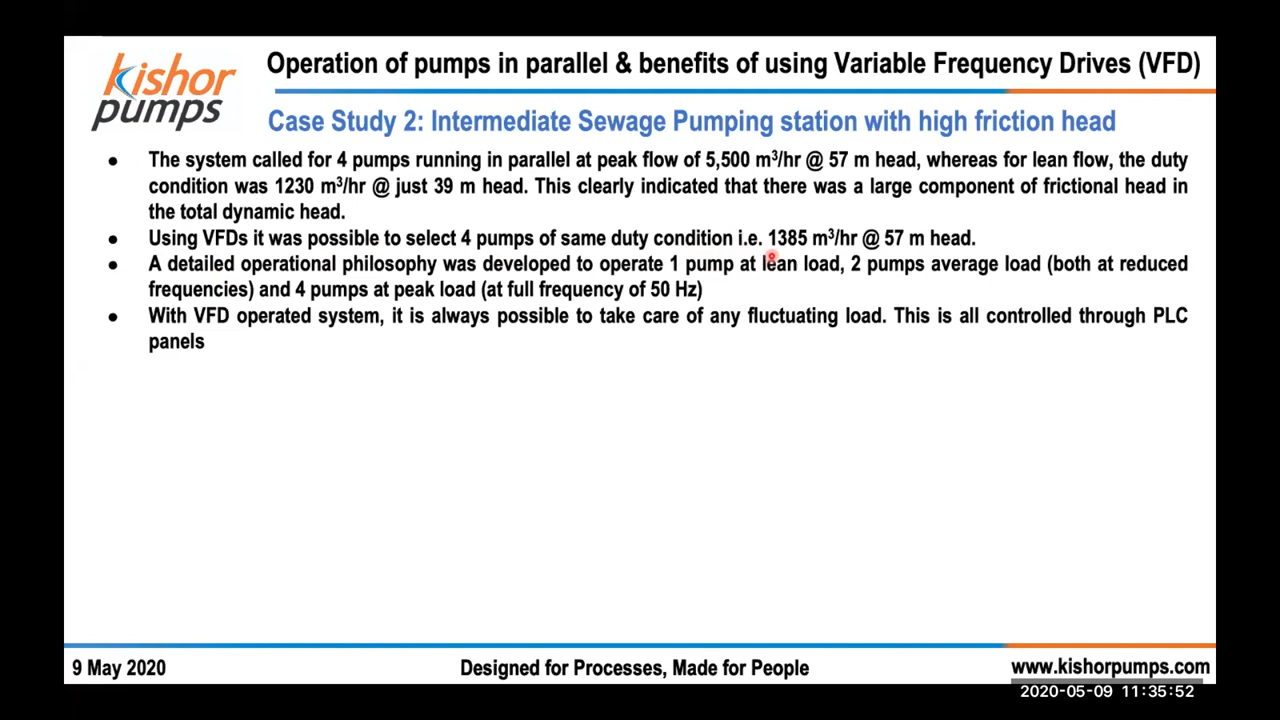 kishor
pumps
Operation of pumps in parallel & benefits of using Variable Frequency Drives (VFD)
Case Study 2: Intermediate Sewage Pumping station with high friction head
● The system called for 4 pumps running in parallel at peak flow of 5,500 m³/hr @ 57 m head, whereas for lean flow, the duty
condition was 1230 m³/hr @ just 39 m head. This clearly indicated that there was a large component of frictional head in
the total dynamic head.
● Using VFDs it was possible to select 4 pumps of same duty condition i.e. 1385 m³/hr @ 57 m head.
● A detailed operational philosophy was developed to operate 1 pump at lean load, 2 pumps average load (both at reduced
frequencies) and 4 pumps at peak load (at full frequency of 50 Hz)
● With VFD operated system, it is always possible to take care of any fluctuating load. This is all controlled through PLC
panels
9 May 2020
Designed for Processes, Made for People
www.kishorpumps.com
2020-05-09 11:35:52